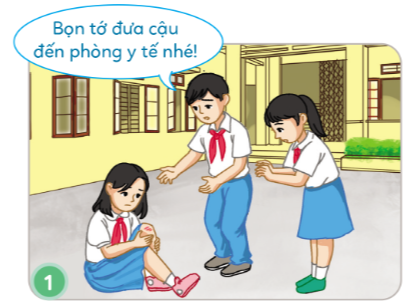 Bọn tớ đưa cậu
đến phòng y tế nhé!
1